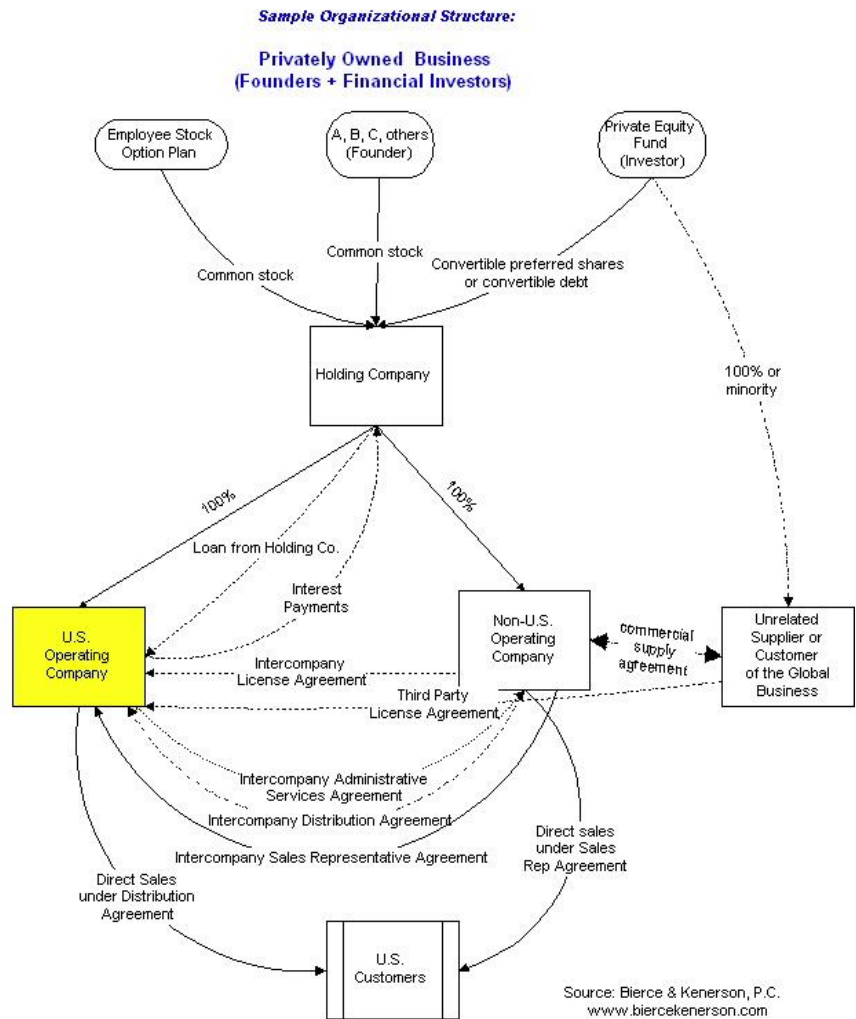 Sample Organizational Structure:
Privately Owned Business
(Founders + Financial Investors)
Employee Stock
Option Plan
A, B, C, others
(Founder)
Private Equity
Fund
(Investor)
Common stock
Common stock
Convertible preferred shares
or convertible debt
Holding Company
100% or
minority
100%
100%
Loan from Holding Co.
Interest
Payments
U.S.
Operating
Company
Non-U.S.
Operating
Company
commercial
supply
agreement
Unrelated
Supplier or
Customer
of the Global
Business
Intercompany
License Agreement
Third Party
License Agreement
Intercompany Administrative
Services Agreement
Intercompany Distribution Agreement
Intercompany Sales Representative Agreement
Direct Sales
under Distribution
Agreement
Direct sales
under Sales
Rep Agreement
U.S.
Customers
Source: Bierce & Kenerson, P.C.
www.biercekenerson.com